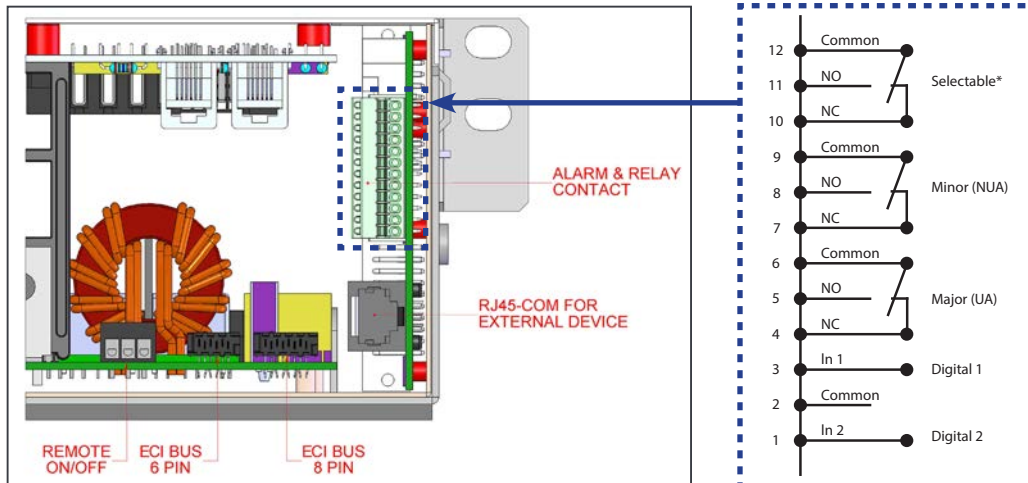 ALARM & RELAY
CONTACT
RJ45-COM FOR
EXTERNAL DEVICE
REMOTE
ON/OFF
ECI BUS
6 PIN
ECI BUS
8 PIN
12 Common
11 NO Selectable*
10 NC
9 Common
8 NO Minor (NUA)
7 NC
6 Common
5 NO Major (UA)
4 NC
3 In 1 Digital 1
2 Common
1 In 2 Digital 2